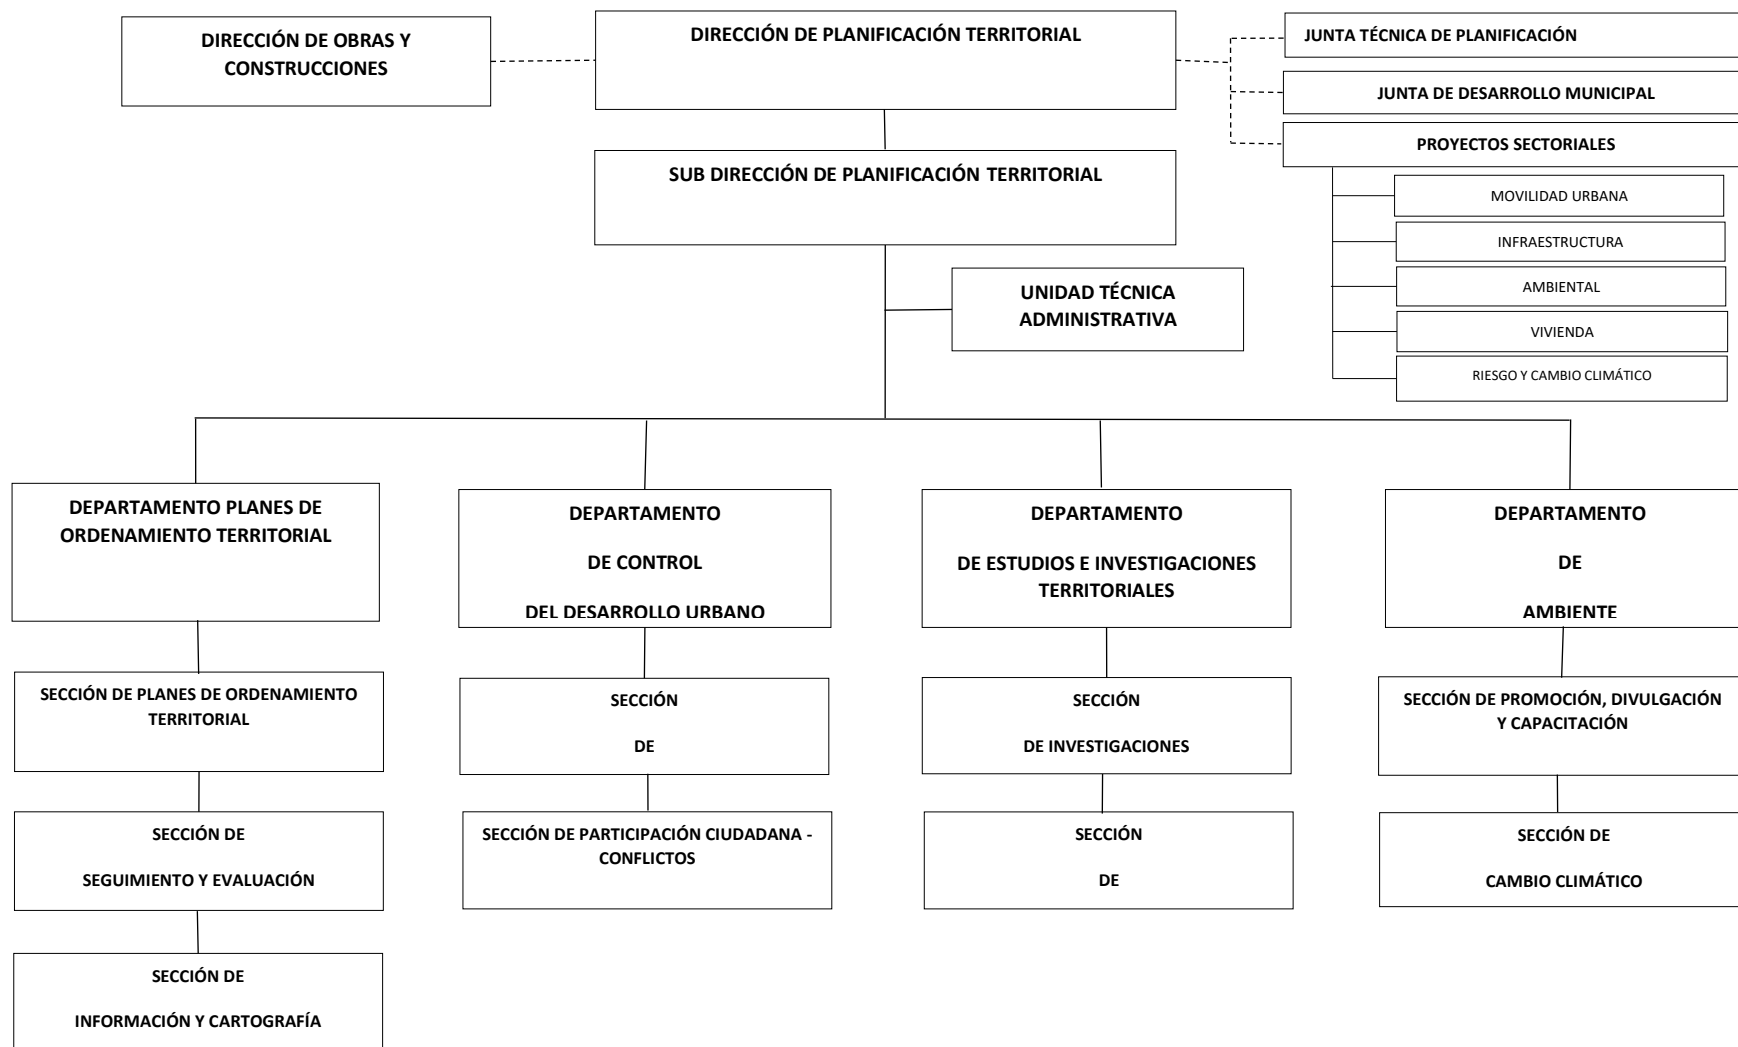 DIRECCIÓN DE OBRAS Y
CONSTRUCCIONES
DIRECCIÓN DE PLANIFICACIÓN TERRITORIAL
JUNTA TÉCNICA DE PLANIFICACIÓN
JUNTA DE DESARROLLO MUNICIPAL
PROYECTOS SECTORIALES
SUB DIRECCIÓN DE PLANIFICACIÓN TERRITORIAL
MOVILIDAD URBANA
INFRAESTRUCTURA
AMBIENTAL
VIVIENDA
RIESGO Y CAMBIO CLIMÁTICO
UNIDAD TÉCNICA
ADMINISTRATIVA
DEPARTAMENTO PLANES DE
ORDENAMIENTO TERRITORIAL
DEPARTAMENTO
DE CONTROL
DEL DESARROLLO URBANO
DEPARTAMENTO
DE ESTUDIOS E INVESTIGACIONES
TERRITORIALES
DEPARTAMENTO
DE
AMBIENTE
SECCIÓN DE PLANES DE ORDENAMIENTO
TERRITORIAL
SECCIÓN
DE
SECCIÓN
DE INVESTIGACIONES
SECCIÓN DE PROMOCIÓN, DIVULGACIÓN
Y CAPACITACIÓN
SECCIÓN DE
SEGUIMIENTO Y EVALUACIÓN
SECCIÓN DE PARTICIPACIÓN CIUDADANA -
CONFLICTOS
SECCIÓN
DE
SECCIÓN DE
CAMBIO CLIMÁTICO
SECCIÓN DE
INFORMACIÓN Y CARTOGRAFÍA